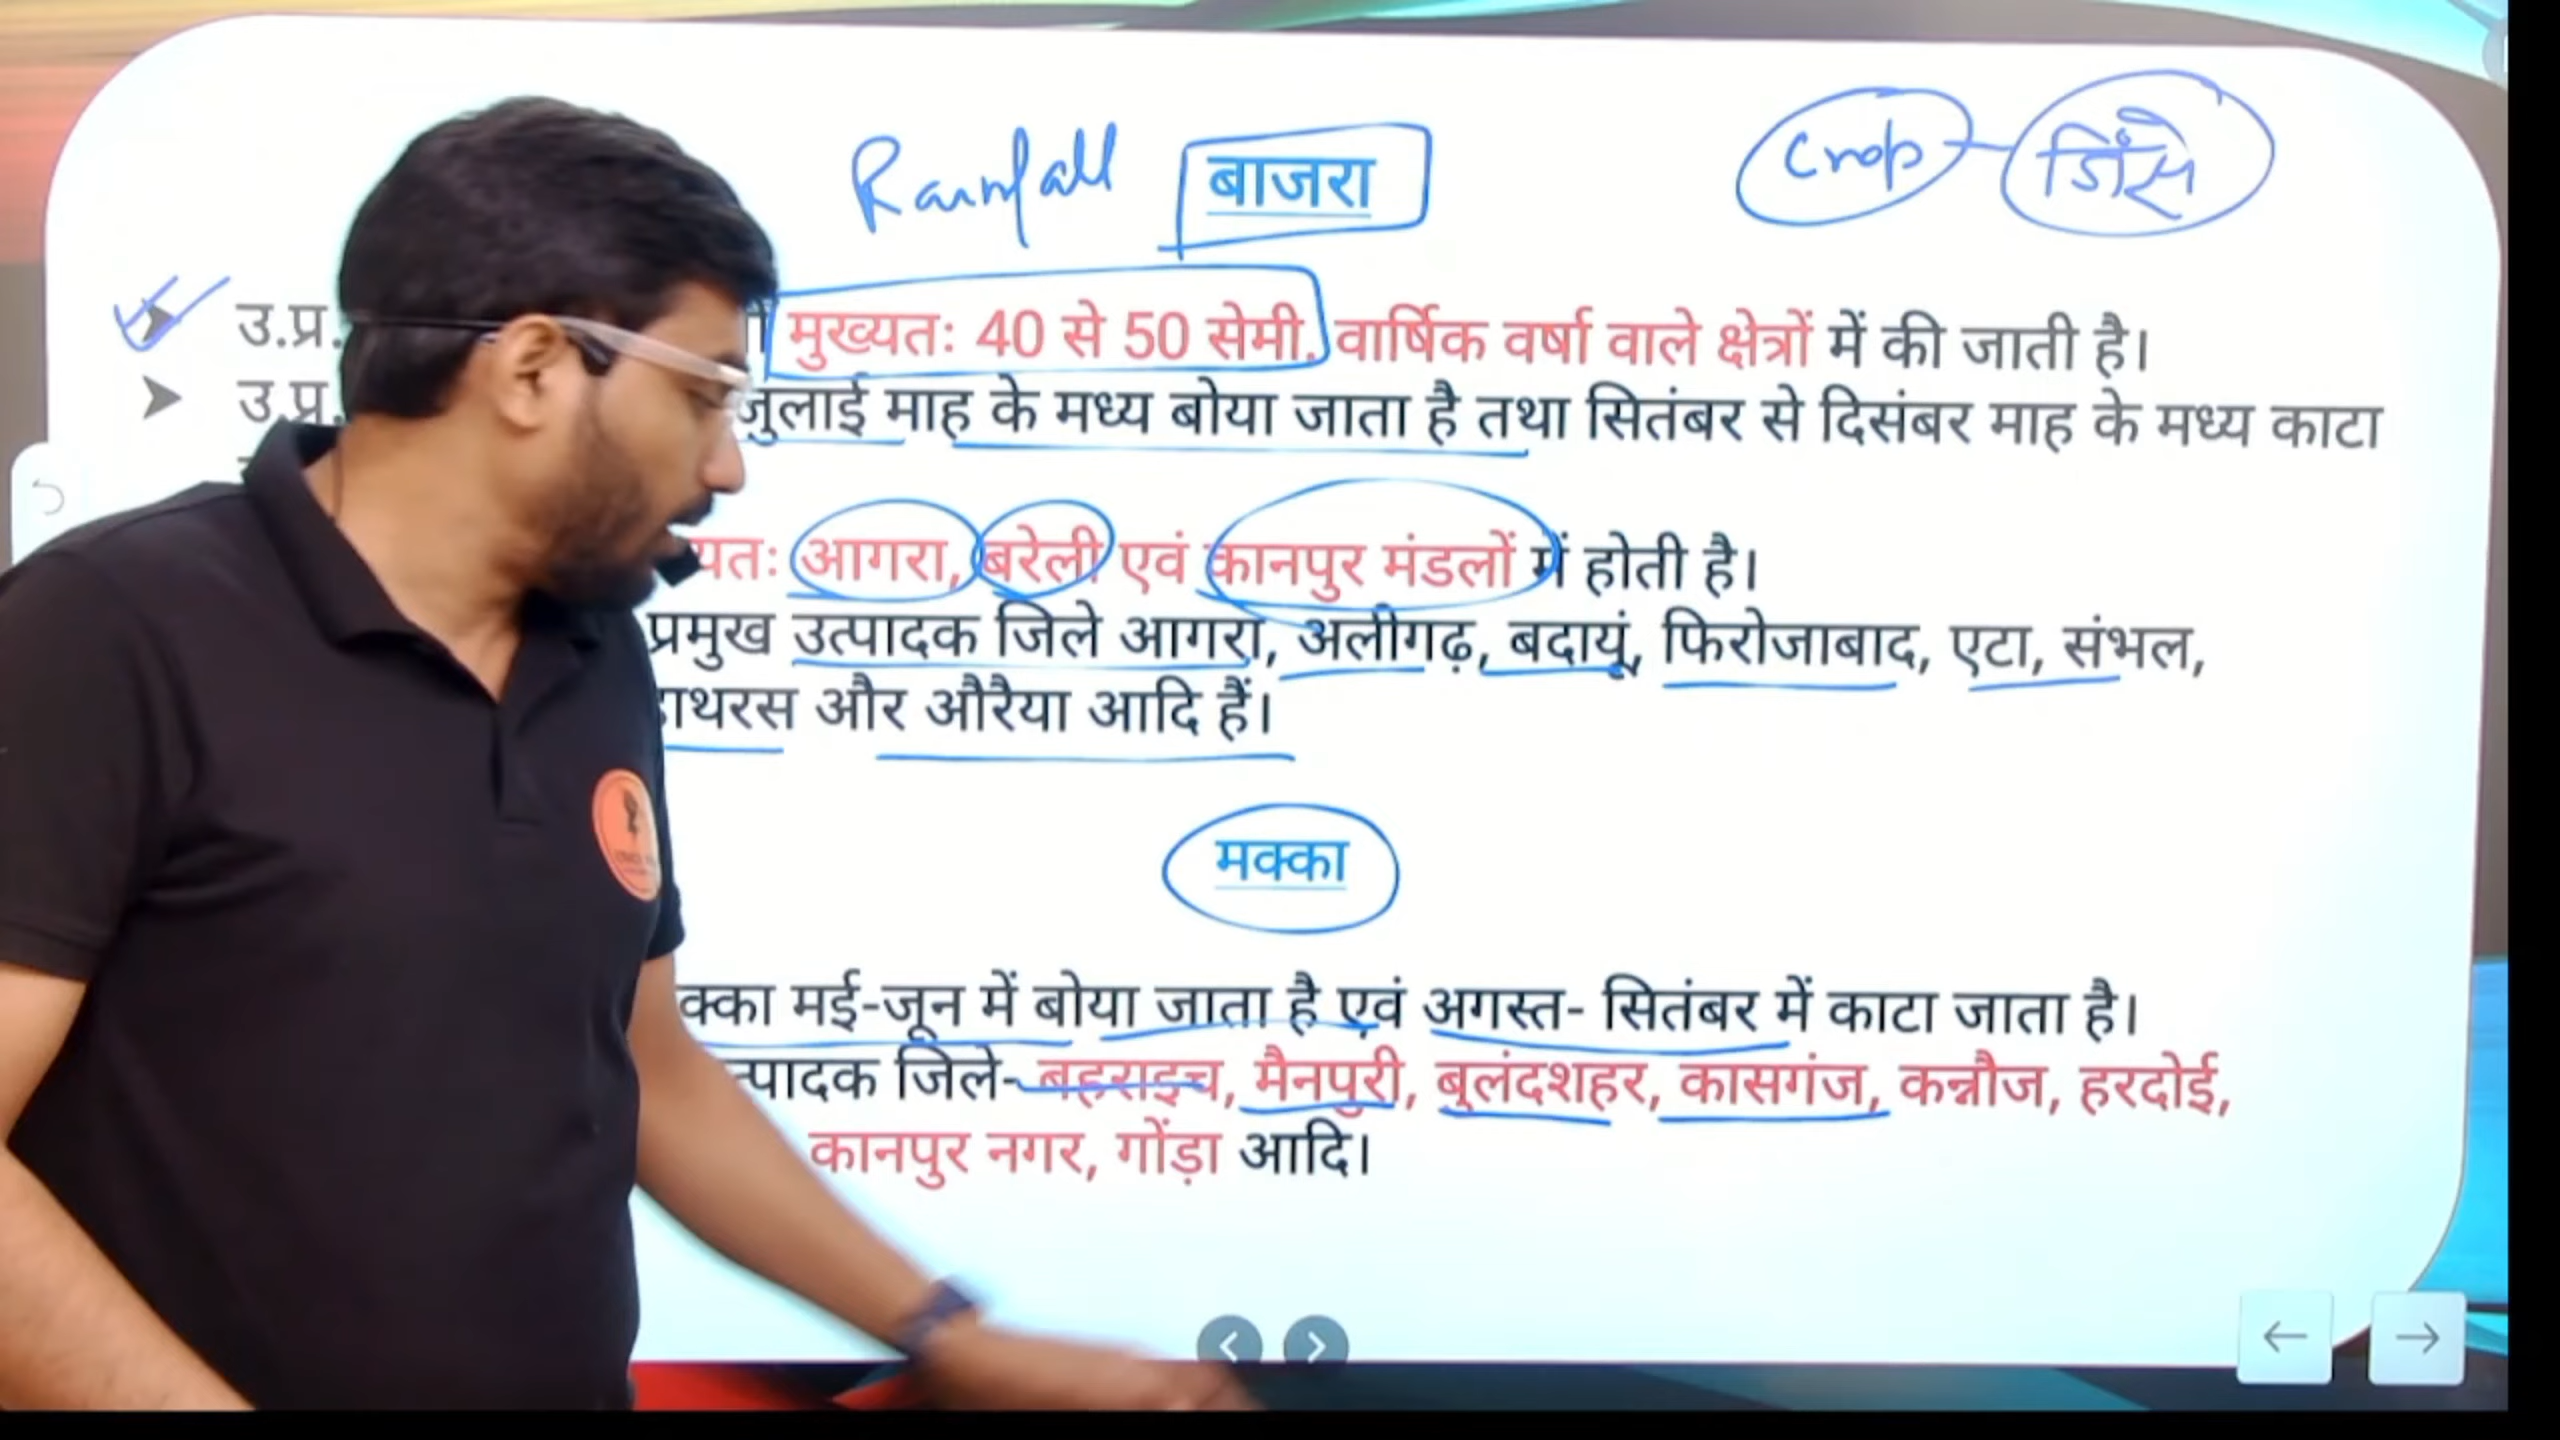 Rainfall बाजरा crop जिंस
उ.प्र. मुख्यतः 40 से 50 सेमी. वार्षिक वर्षा वाले क्षेत्रों में की जाती है।
उ.प्र. जुलाई माह के मध्य बोया जाता है तथा सितंबर से दिसंबर माह के मध्य काटा
यतः आगरा, बरेली एवं कानपुर मंडलों में होती है।
प्रमुख उत्पादक जिले आगरा, अलीगढ़, बदायूं, फिरोजाबाद, एटा, संभल,
ाथरस और औरैया आदि हैं।
मक्का
क्का मई-जून में बोया जाता है एवं अगस्त- सितंबर में काटा जाता है।
त्पादक जिले- बहराइच, मैनपुरी, बुलंदशहर, कासगंज, कन्नौज, हरदोई,
कानपुर नगर, गोंड़ा आदि।